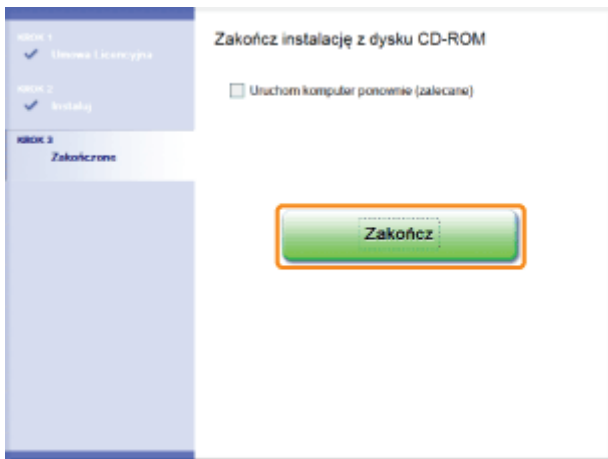 KROK 1
Umowa Licencyjna
KROK 2
Instaluj
KROK 3
Zakończone
Zakończ instalację z dysku CD-ROM
Uruchom komputer ponownie (zalecane)
Zakończ